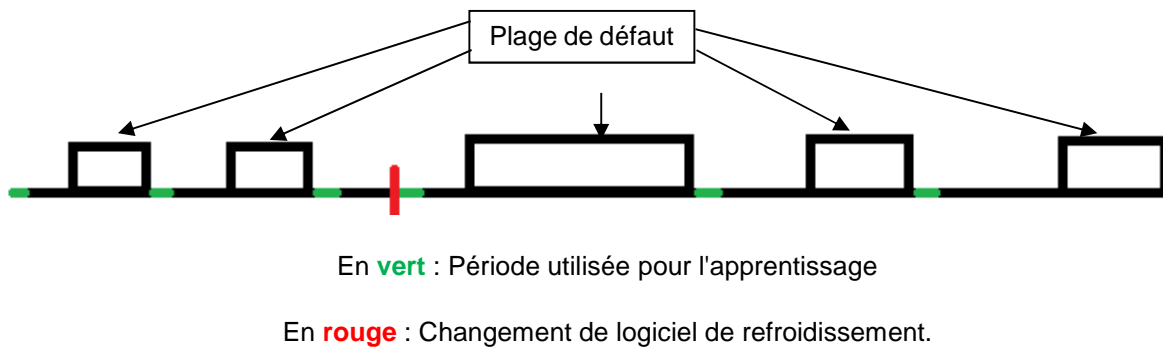 Plage de défaut
En vert : Période utilisée pour l'apprentissage
En rouge : Changement de logiciel de refroidissement.